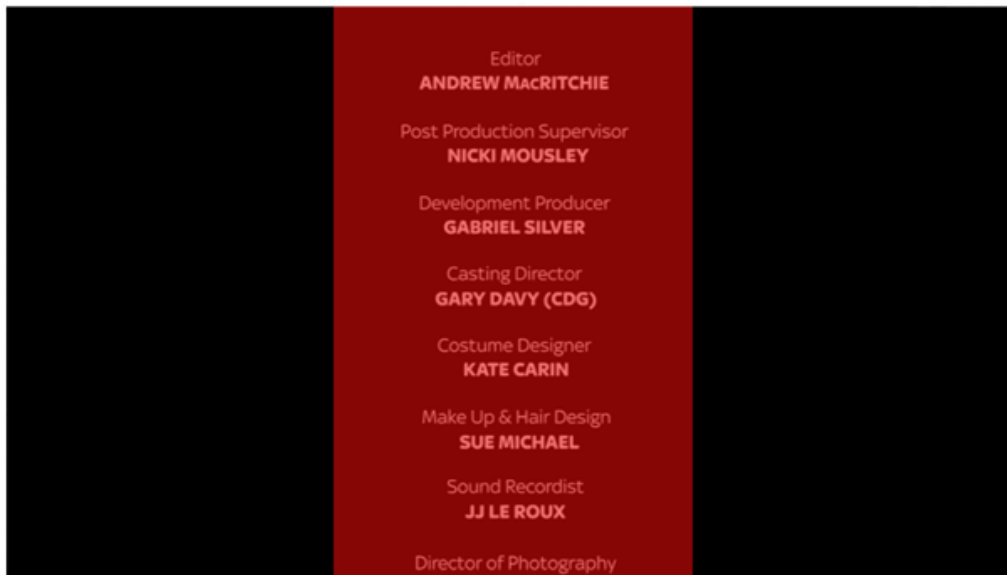 Editor
ANDREW MACRITCHIE
Post Production Supervisor
NICKI MOUSLEY
Development Producer
GABRIEL SILVER
Casting Director
GARY DAVY (CDG)
Costume Designer
KATE CARIN
Make Up & Hair Design
SUE MICHAEL
Sound Recordist
JJ LE ROUX
Director of Photography